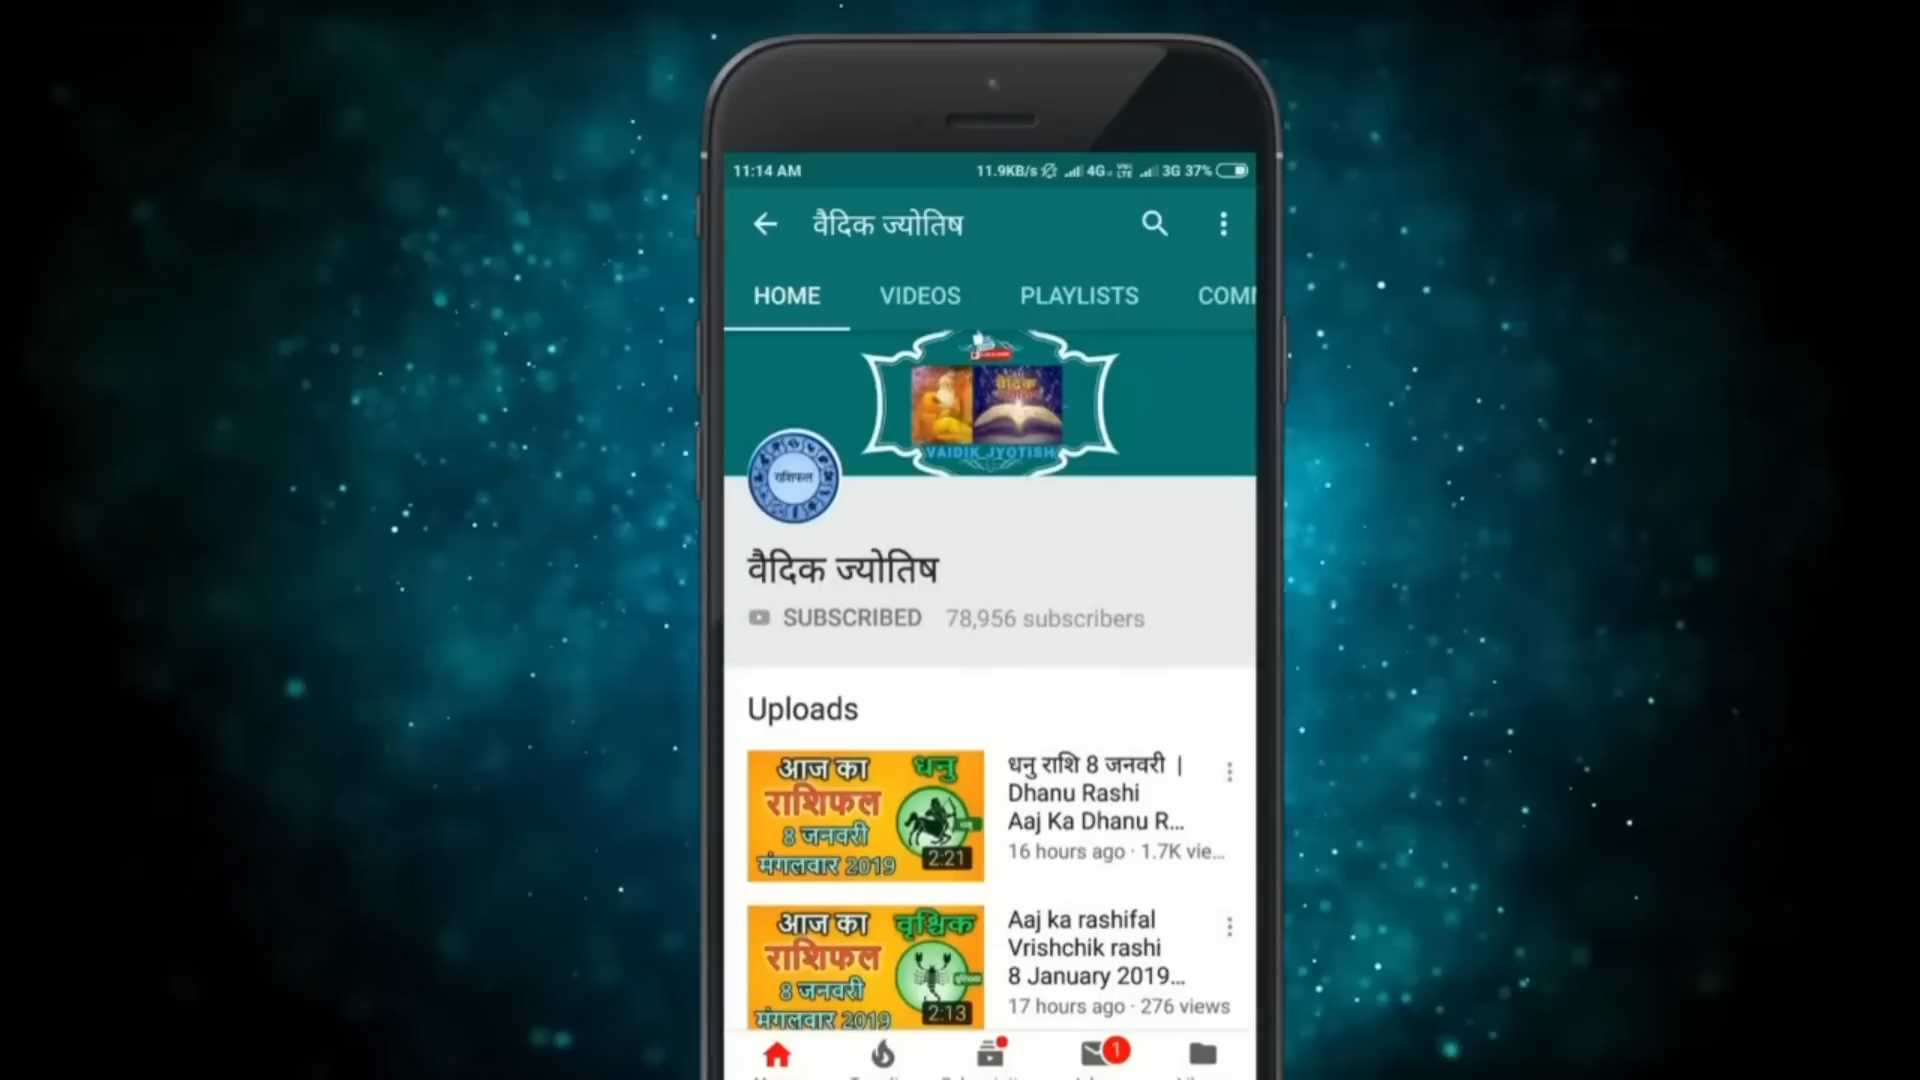 11:14 AM
11.9KB/s 4G VoLTE 3G 37%
वैदिक ज्योतिष
HOME VIDEOS PLAYLISTS COM
वैदिक
VAIDIK JYOTISH
राशिफल
वैदिक ज्योतिष
SUBSCRIBED 78,956 subscribers
Uploads
आज का धनु
राशिफल
8 जनवरी
मंगलवार 2019
2:21
धनु राशि 8 जनवरी |
Dhanu Rashi
Aaj Ka Dhanu R...
16 hours ago · 1.7K vie...
आज का वृश्चिक
राशिफल
8 जनवरी
मंगलवार 2019
2:13
Aaj ka rashifal
Vrishchik rashi
8 January 2019...
17 hours ago · 276 views
1